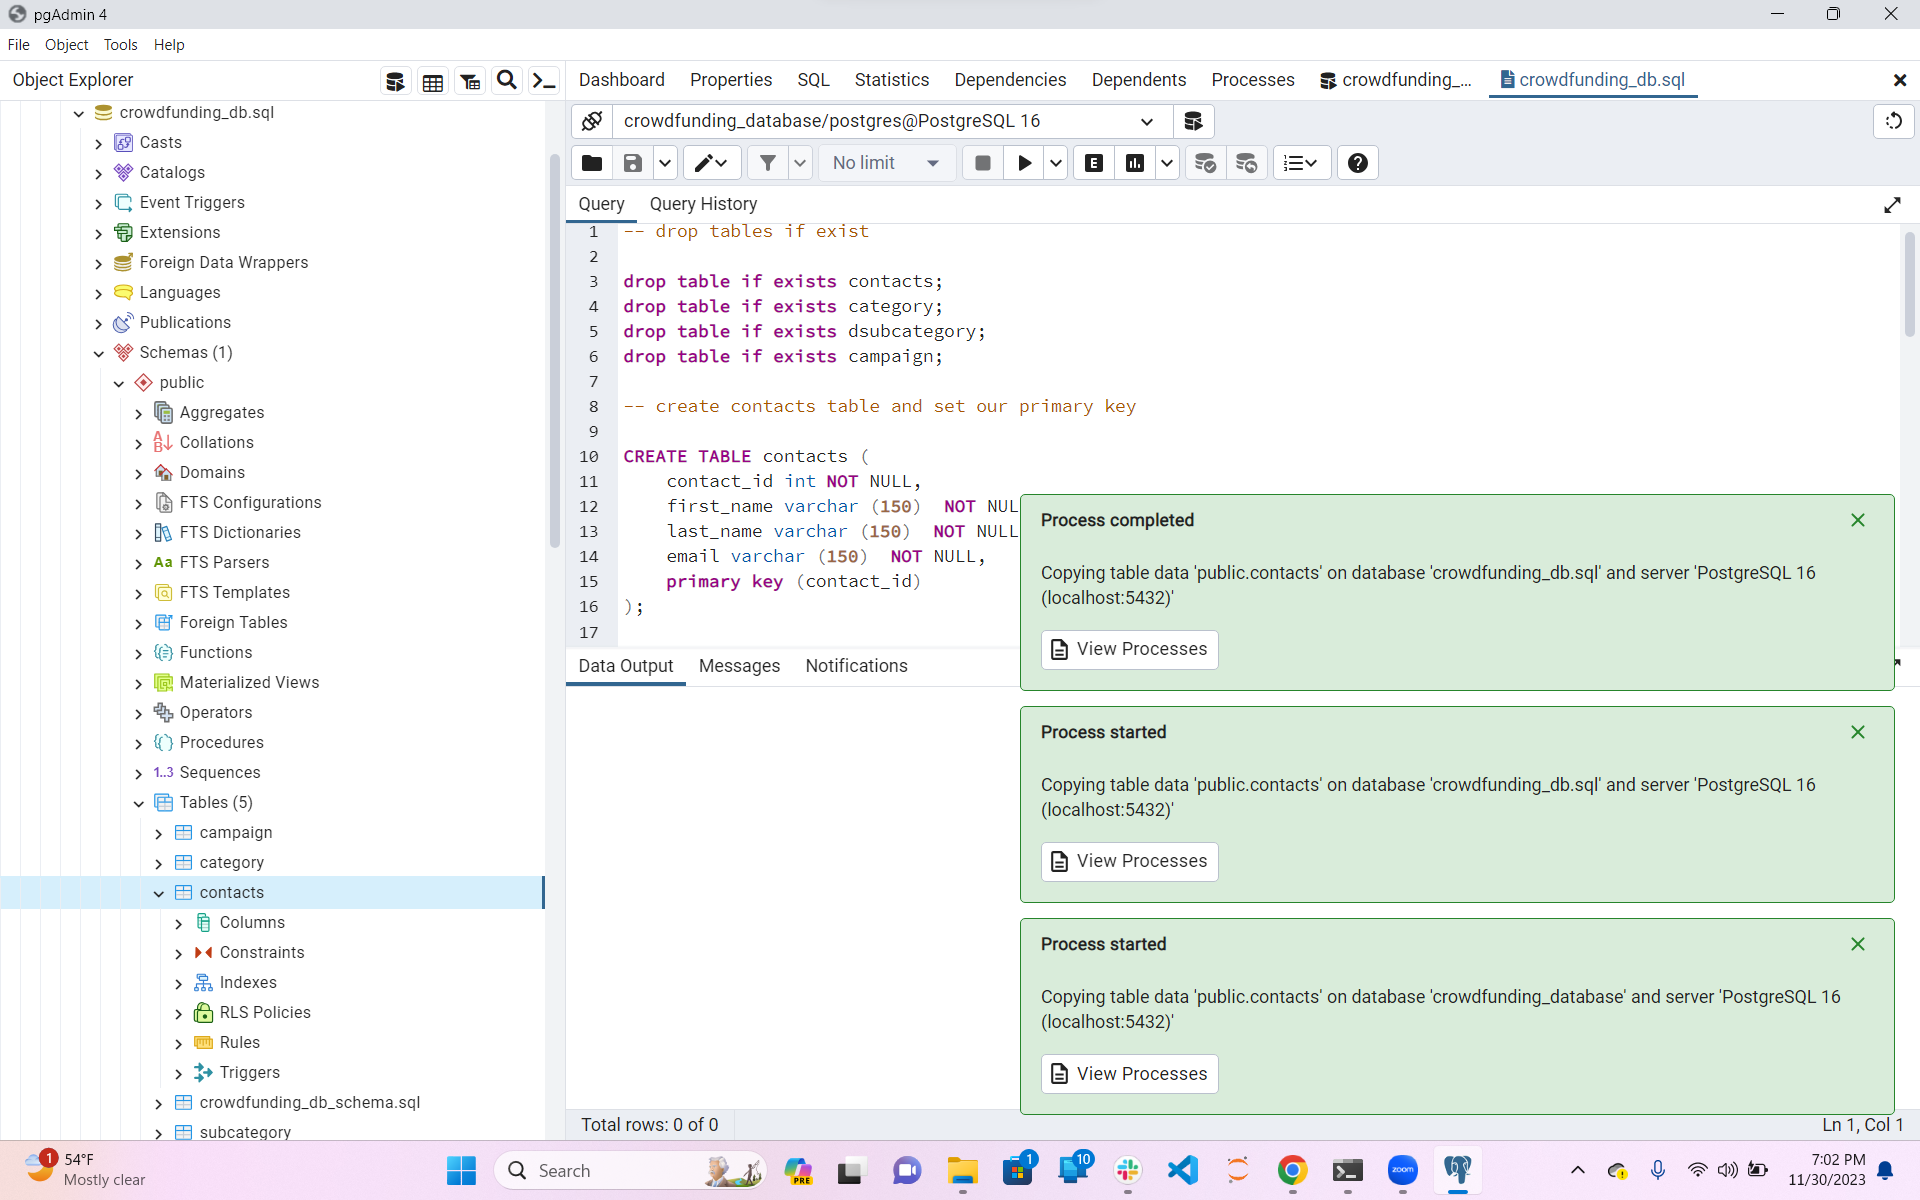 pgAdmin 4
File Object Tools Help
Object Explorer
Dashboard Properties SQL Statistics Dependencies Dependents Processes crowdfunding_... crowdfunding_db.sql
crowdfunding_db.sql
Casts
Catalogs
Event Triggers
Extensions
Foreign Data Wrappers
Languages
Publications
Schemas (1)
public
Aggregates
Collations
Domains
FTS Configurations
FTS Dictionaries
Aa FTS Parsers
FTS Templates
Foreign Tables
Functions
Materialized Views
Operators
Procedures
1..3 Sequences
Tables (5)
campaign
category
contacts
Columns
Constraints
Indexes
RLS Policies
Rules
Triggers
crowdfunding_db_schema.sql
subcategory
crowdfunding_database/postgres@PostgreSQL 16
No limit
E
Query Query History
1 -- drop tables if exist
2
3 drop table if exists contacts;
4 drop table if exists category;
5 drop table if exists dsubcategory;
6 drop table if exists campaign;
7
8 -- create contacts table and set our primary key
9
10 CREATE TABLE contacts (
11 contact_id int NOT NULL,
12 first_name varchar (150) NOT NUL
13 last_name varchar (150) NOT NULL
14 email varchar (150) NOT NULL,
15 primary key (contact_id)
16 );
17
Data Output Messages Notifications
Process completed
Copying table data 'public.contacts' on database 'crowdfunding_db.sql' and server 'PostgreSQL 16
(localhost:5432)'
View Processes
Process started
Copying table data 'public.contacts' on database 'crowdfunding_db.sql' and server 'PostgreSQL 16
(localhost:5432)'
View Processes
Process started
Copying table data 'public.contacts' on database 'crowdfunding_database' and server 'PostgreSQL 16
(localhost:5432)'
View Processes
Total rows: 0 of 0
Ln 1, Col 1
1
54°F
Mostly clear
Search
PRE
1
10
zoom
7:02 PM
11/30/2023